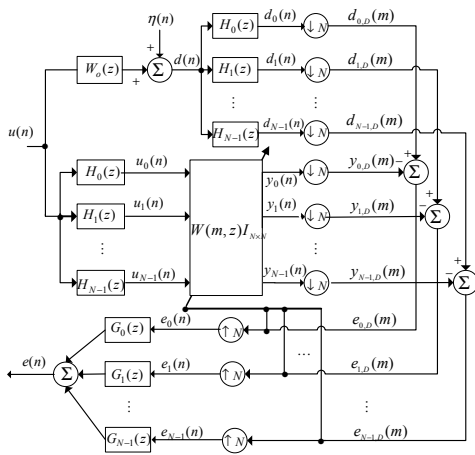 η(n) H_0(z) d_0(n) ↓N d_{0,D}(m)
W_o(z) + + Σ d(n) H_1(z) d_1(n) ↓N d_{1,D}(m)
⋮ ⋮ ⋮
u(n) H_{N-1}(z) d_{N-1}(n) ↓N d_{N-1,D}(m)
H_0(z) u_0(n) y_0(n) ↓N y_{0,D}(m) − + Σ
H_1(z) u_1(n) W(m,z)I_{N×N} y_1(n) ↓N y_{1,D}(m) − + Σ
⋮ ⋮ ⋮ ⋮
H_{N-1}(z) u_{N-1}(n) y_{N-1}(n) ↓N y_{N-1,D}(m) − + Σ
G_0(z) e_0(n) ↑N e_{0,D}(m)
e(n) Σ G_1(z) e_1(n) ↑N ... e_{1,D}(m)
⋮ ⋮ ⋮
G_{N-1}(z) e_{N-1}(n) ↑N e_{N-1,D}(m)